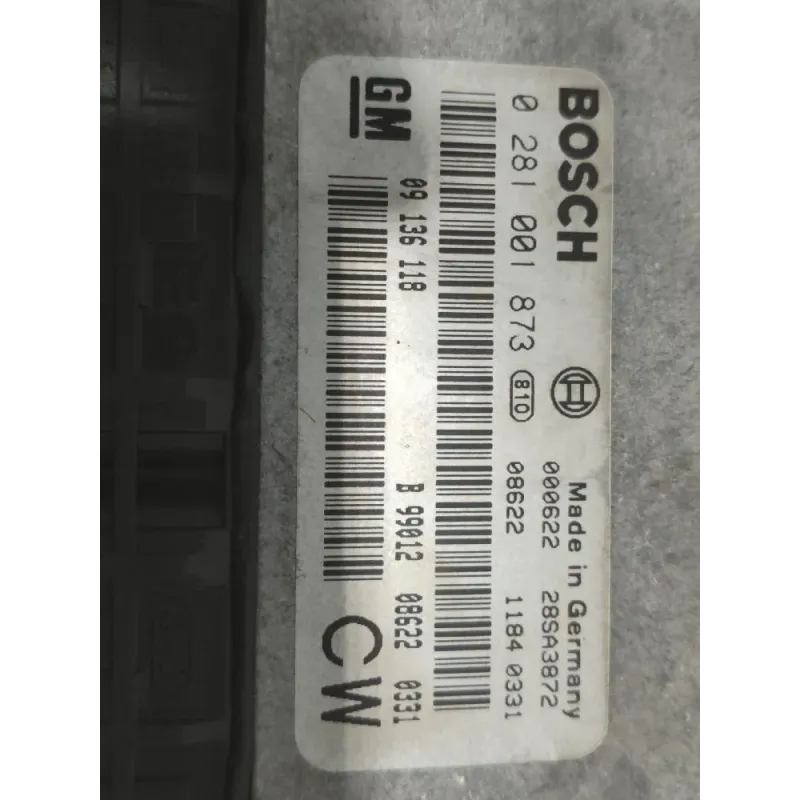 BOSCH
Made in Germany
0 281 001 873 810
000622 28SA3872
08622 1184 0331
GM
09 136 118 B 99012 08622 0331
CW